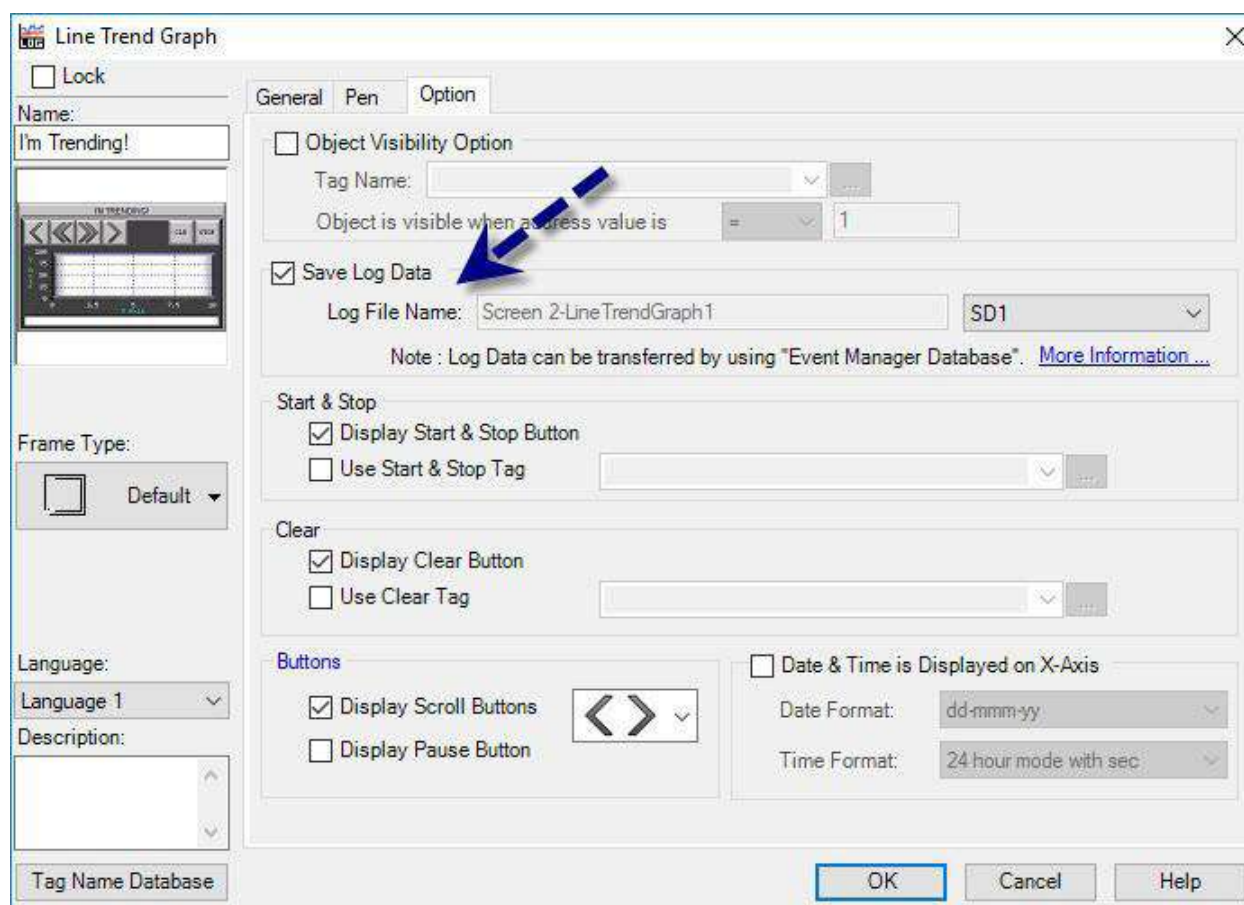 Line Trend Graph
Lock
Name:
I'm Trending!
I'M TRENDING!
Frame Type:
Default
Language:
Language 1
Description:
Tag Name Database
General Pen Option
Object Visibility Option
Tag Name:
...
Object is visible when address value is = 1
Save Log Data
Log File Name: Screen 2-LineTrendGraph1 SD1
Note : Log Data can be transferred by using "Event Manager Database". More Information ...
Start & Stop
Display Start & Stop Button
Use Start & Stop Tag ...
Clear
Display Clear Button
Use Clear Tag ...
Buttons
Display Scroll Buttons
Display Pause Button
Date & Time is Displayed on X-Axis
Date Format: dd-mmm-yy
Time Format: 24 hour mode with sec
OK Cancel Help